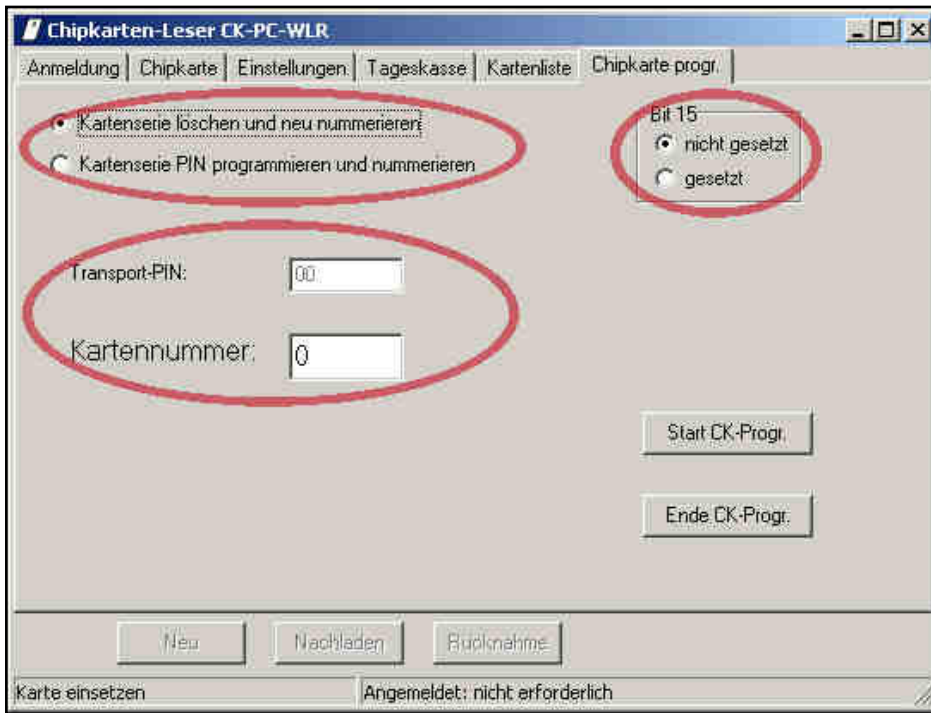 Chipkarten-Leser CK-PC-WLR
Anmeldung Chipkarte Einstellungen Tageskasse Kartenliste Chipkarte progr.
Kartenserie löschen und neu nummerieren
Kartenserie PIN programmieren und nummerieren
Bit 15
nicht gesetzt
gesetzt
Transport-PIN: 00
Kartennummer: 0
Start CK-Progr.
Ende CK-Progr.
Neu Nachladen Rücknahme
Karte einsetzen Angemeldet: nicht erforderlich